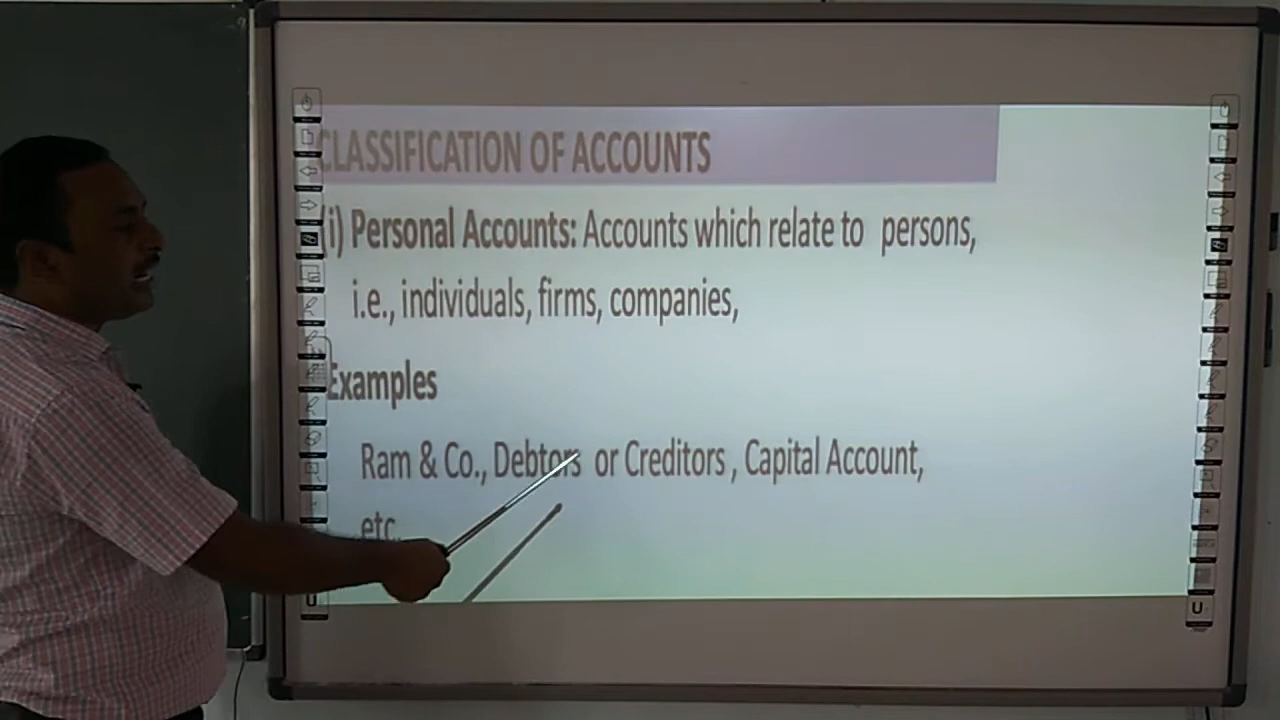 CLASSIFICATION OF ACCOUNTS
(i) Personal Accounts: Accounts which relate to persons,
i.e., individuals, firms, companies,
Examples
Ram & Co., Debtors or Creditors , Capital Account,
etc.